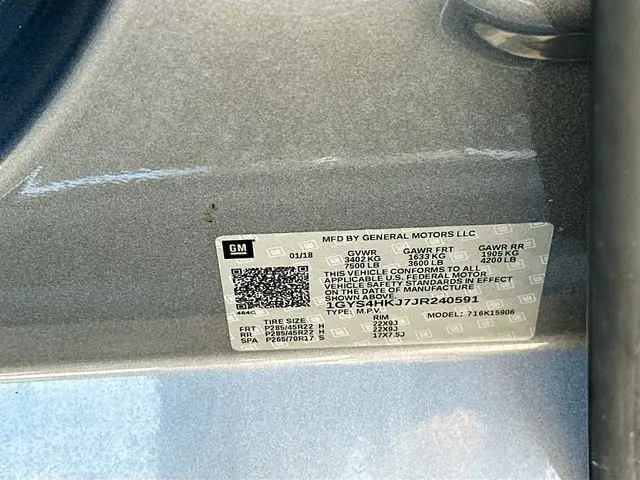 MFD BY GENERAL MOTORS LLC
GM
01/18 GVWR GAWR FRT GAWR RR
3402 KG 1633 KG 1905 KG
7500 LB 3600 LB 4200 LB
THIS VEHICLE CONFORMS TO ALL
APPLICABLE U.S. FEDERAL MOTOR
VEHICLE SAFETY STANDARDS IN EFFECT
ON THE DATE OF MANUFACTURE
SHOWN ABOVE.
1GYS4HKJ7JR240591
464C TYPE: M.P.V. MODEL: 716K15906
TIRE SIZE RIM
FRT P285/45R22 H 22X9J
RR P285/45R22 H 22X9J
SPA P265/70R17 S 17X7.5J